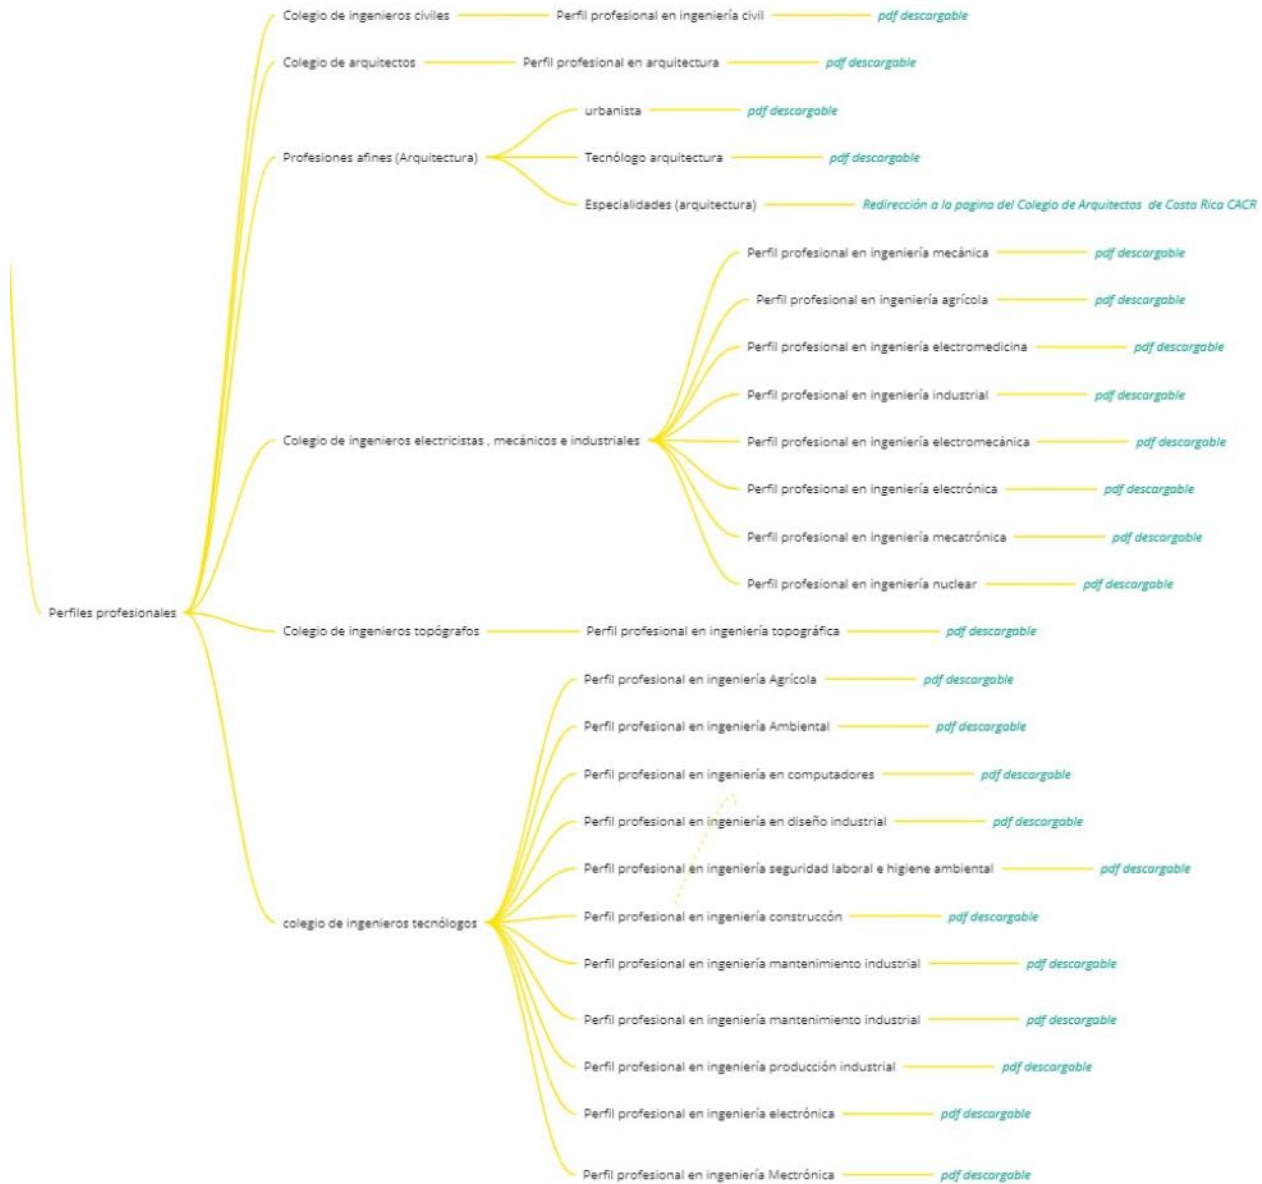 Colegio de ingenieros civiles Perfil profesional en ingeniería civil pdf descargable
Colegio de arquitectos Perfil profesional en arquitectura pdf descargable
urbanista pdf descargable
Profesiones afines (Arquitectura) Tecnólogo arquitectura pdf descargable
Especialidades (arquitectura) Redirección a la pagina del Colegio de Arquitectos de Costa Rica CACR
Perfil profesional en ingeniería mecánica pdf descargable
Perfil profesional en ingeniería agrícola pdf descargable
Perfil profesional en ingeniería electromedicina pdf descargable
Perfil profesional en ingeniería industrial pdf descargable
Colegio de ingenieros electricistas , mecánicos e industriales Perfil profesional en ingeniería electromecánica pdf descargable
Perfil profesional en ingeniería electrónica pdf descargable
Perfil profesional en ingeniería mecatrónica pdf descargable
Perfil profesional en ingeniería nuclear pdf descargable
Perfiles profesionales
Colegio de ingenieros topógrafos Perfil profesional en ingeniería topográfica pdf descargable
Perfil profesional en ingeniería Agrícola pdf descargable
Perfil profesional en ingeniería Ambiental pdf descargable
Perfil profesional en ingeniería en computadores pdf descargable
Perfil profesional en ingeniería en diseño industrial pdf descargable
Perfil profesional en ingeniería seguridad laboral e higiene ambiental pdf descargable
colegio de ingenieros tecnólogos Perfil profesional en ingeniería construccón pdf descargable
Perfil profesional en ingeniería mantenimiento industrial pdf descargable
Perfil profesional en ingeniería mantenimiento industrial pdf descargable
Perfil profesional en ingeniería producción industrial pdf descargable
Perfil profesional en ingeniería electrónica pdf descargable
Perfil profesional en ingeniería Mectrónica pdf descargable